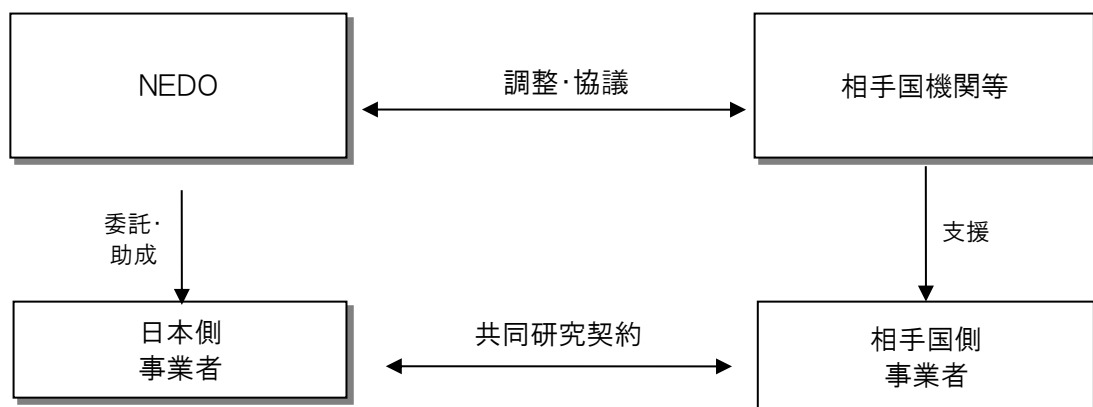 NEDO
調整･協議
相手国機関等
委託･
助成
支援
日本側
事業者
共同研究契約
相手国側
事業者